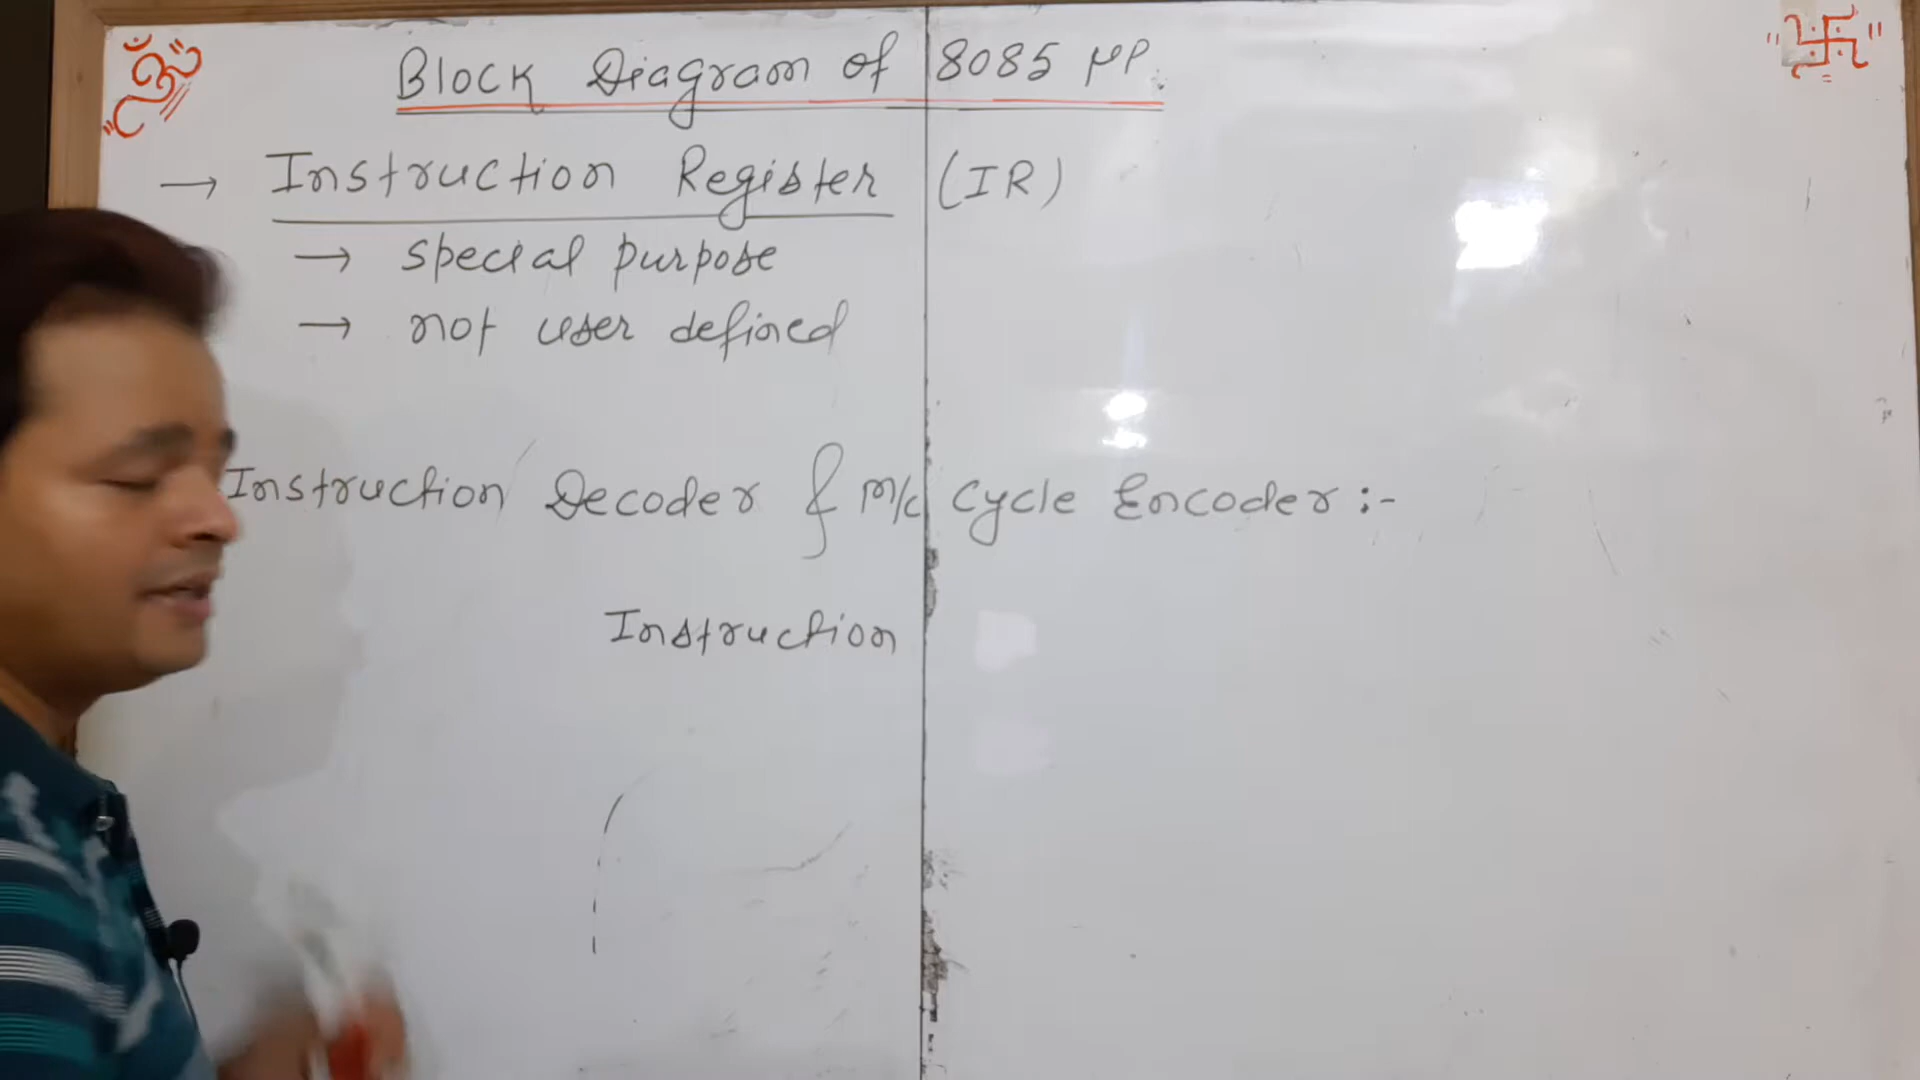 ॐ
Block Diagram of 8085 μP.
→ Instruction Register (IR)
→ special purpose
→ not user defined
Instruction Decoder & M/c Cycle Encoder :-
Instruction